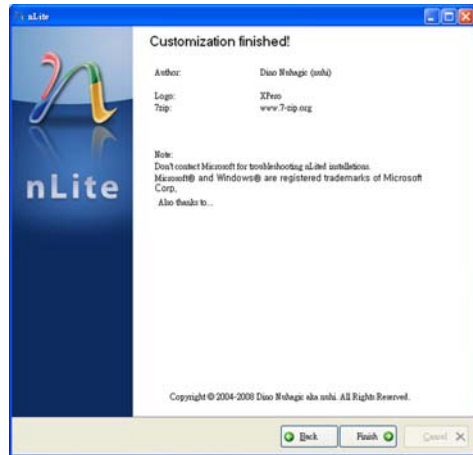 nLite
Customization finished!
Author: Dino Nuhagic (nuhi)
Logo: XPero
7zip: www.7-zip.org
Note:
Don't contact Microsoft for troubleshooting nLited installations.
Microsoft® and Windows® are registered trademarks of Microsoft
Corp.
Also thanks to...
nLite
Copyright © 2004-2008 Dino Nuhagic aka nuhi. All Rights Reserved.
Back
Finish
Cancel